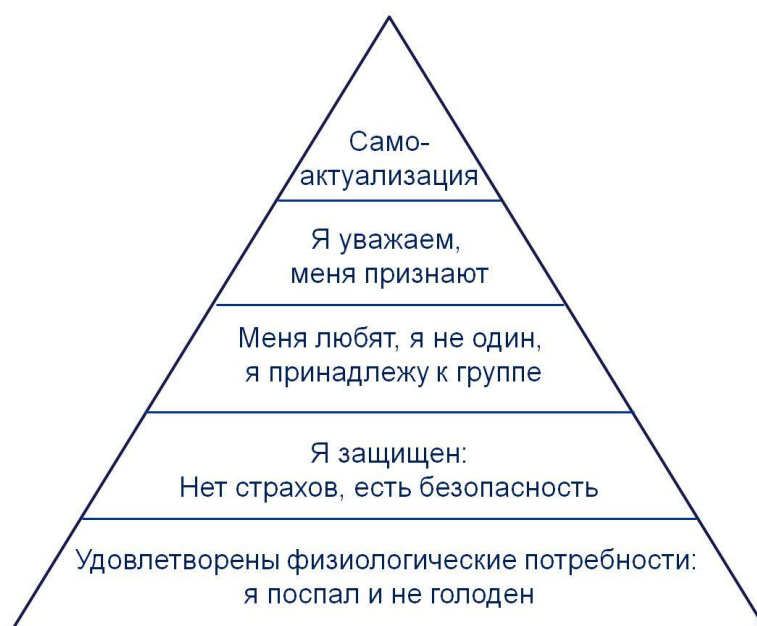 Само-
актуализация
Я уважаем,
меня признают
Меня любят, я не один,
я принадлежу к группе
Я защищен:
Нет страхов, есть безопасность
Удовлетворены физиологические потребности:
я поспал и не голоден